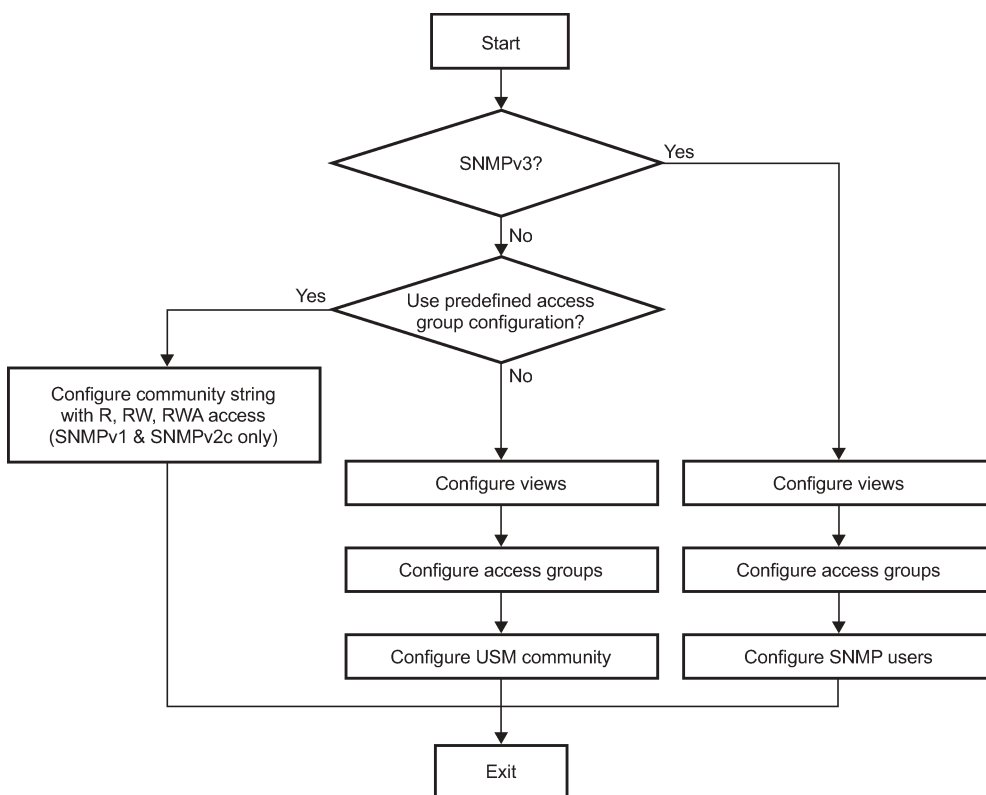 Start
SNMPv3?
Yes
No
Use predefined access
group configuration?
Yes
No
Configure community string
with R, RW, RWA access
(SNMPv1 & SNMPv2c only)
Configure views
Configure views
Configure access groups
Configure access groups
Configure USM community
Configure SNMP users
Exit